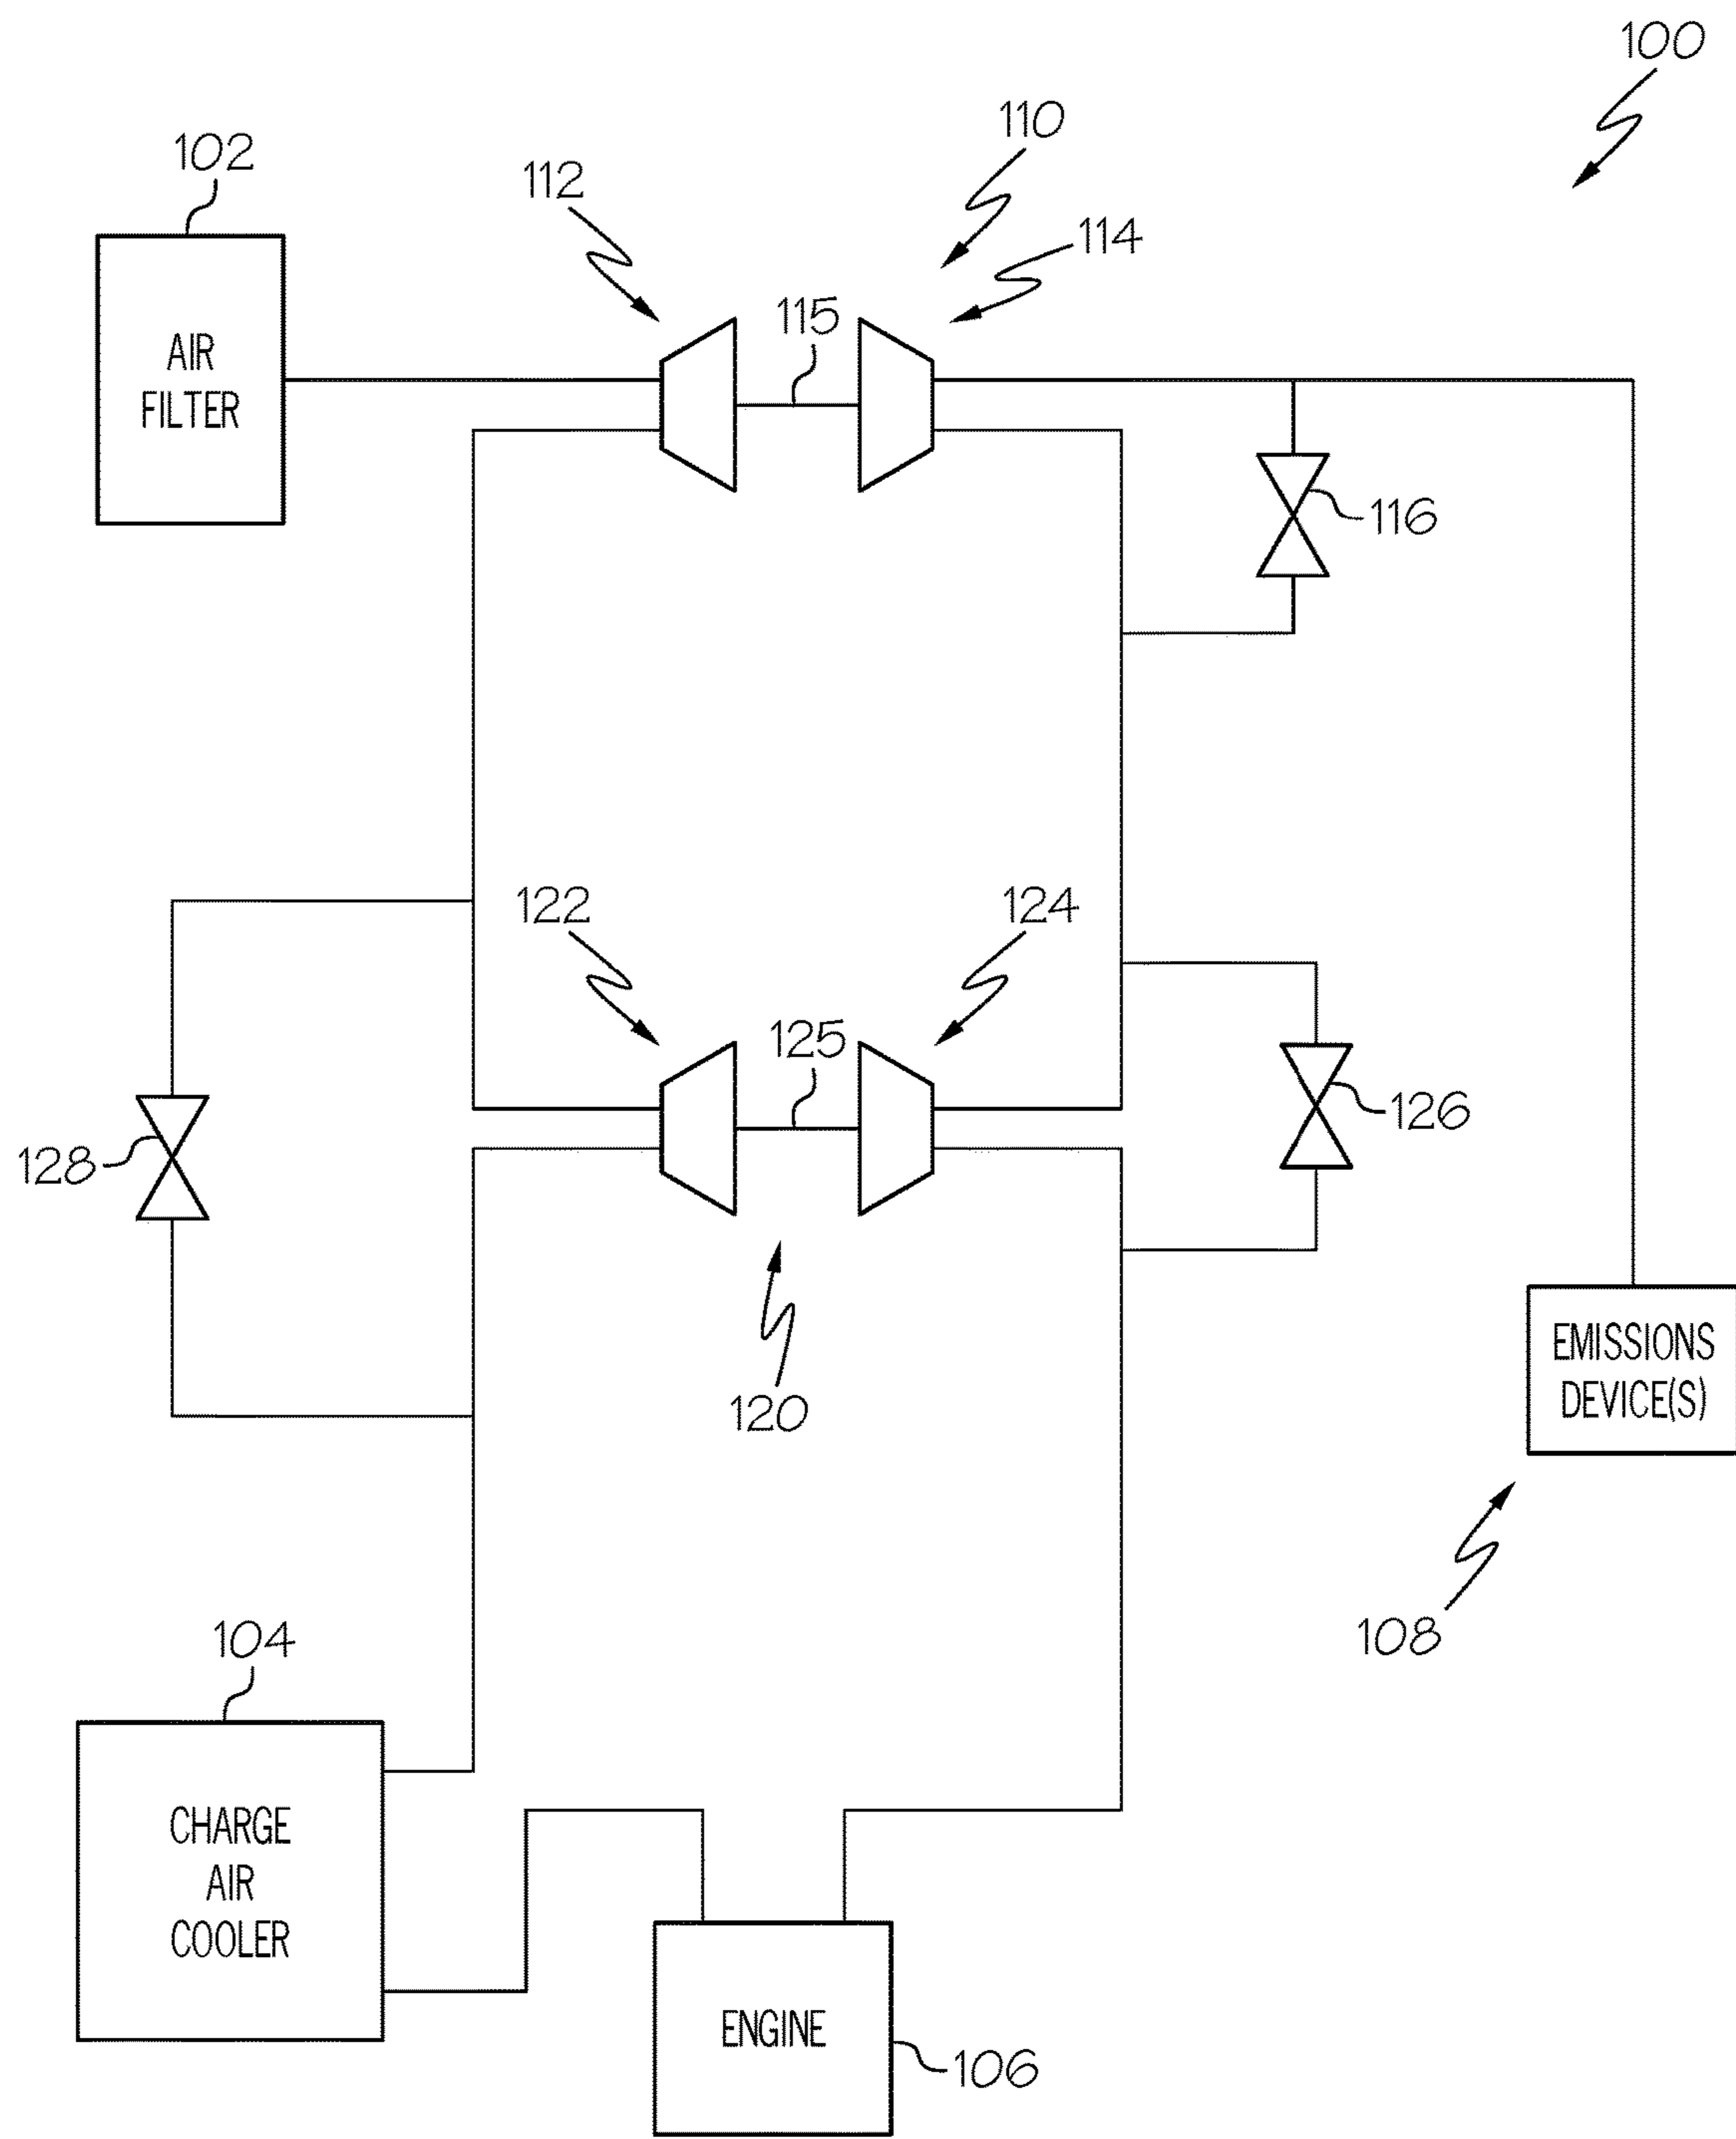 100
110
102
112
114
115
AIR
FILTER
116
122
124
125
126
128
120
EMISSIONS
DEVICE(S)
108
104
CHARGE
AIR
COOLER
ENGINE
106